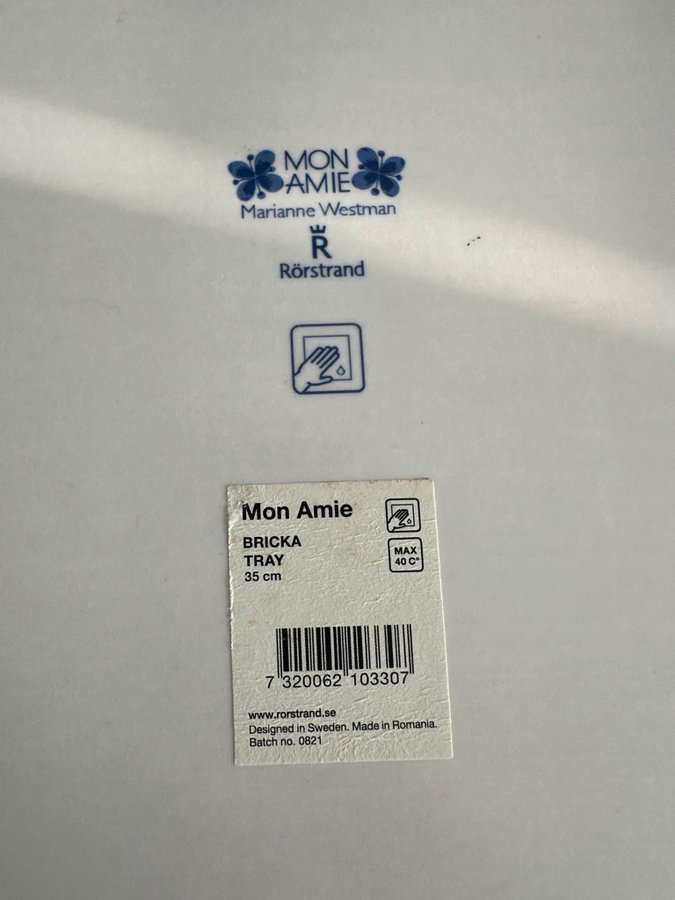 MON
AMIE
Marianne Westman
R
Rörstrand
Mon Amie
BRICKA
TRAY
35 cm
MAX
40 C°
7 320062 103307
www.rorstrand.se
Designed in Sweden. Made in Romania.
Batch no. 0821